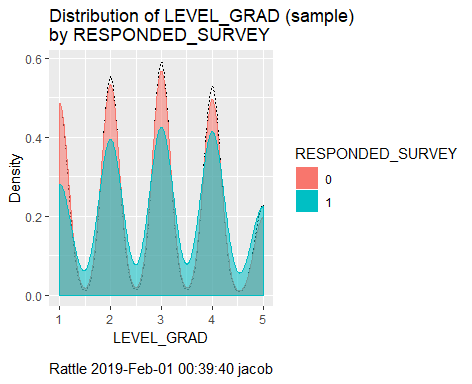 Distribution of LEVEL_GRAD (sample)
by RESPONDED_SURVEY
0.6
0.4
0.2
0.0
Density
1 2 3 4 5
LEVEL_GRAD
RESPONDED_SURVEY
0
1
Rattle 2019-Feb-01 00:39:40 jacob